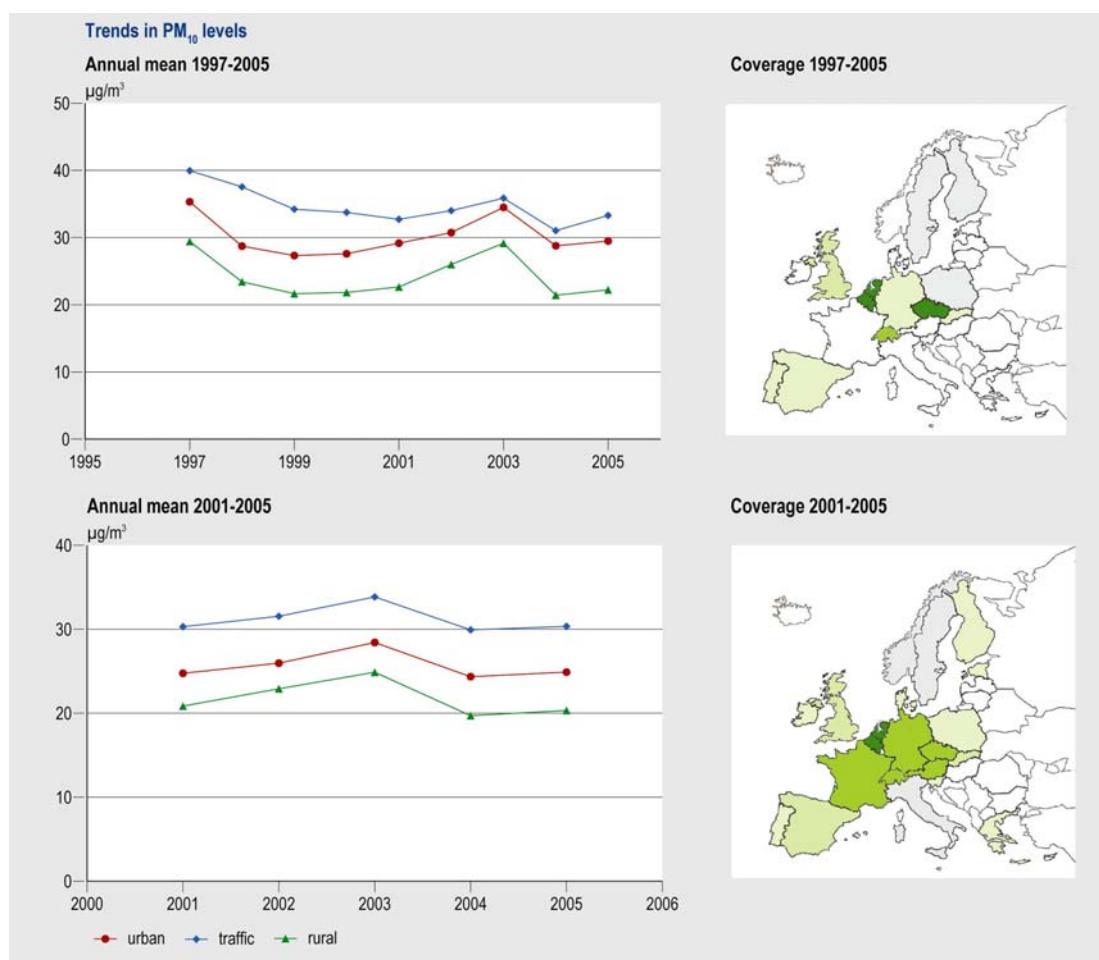 Trends in PM₁₀ levels
Annual mean 1997-2005
µg/m³
50
40
30
20
10
0
1995 1997 1999 2001 2003 2005
Coverage 1997-2005
Annual mean 2001-2005
µg/m³
40
30
20
10
0
2000 2001 2002 2003 2004 2005 2006
urban traffic rural
Coverage 2001-2005